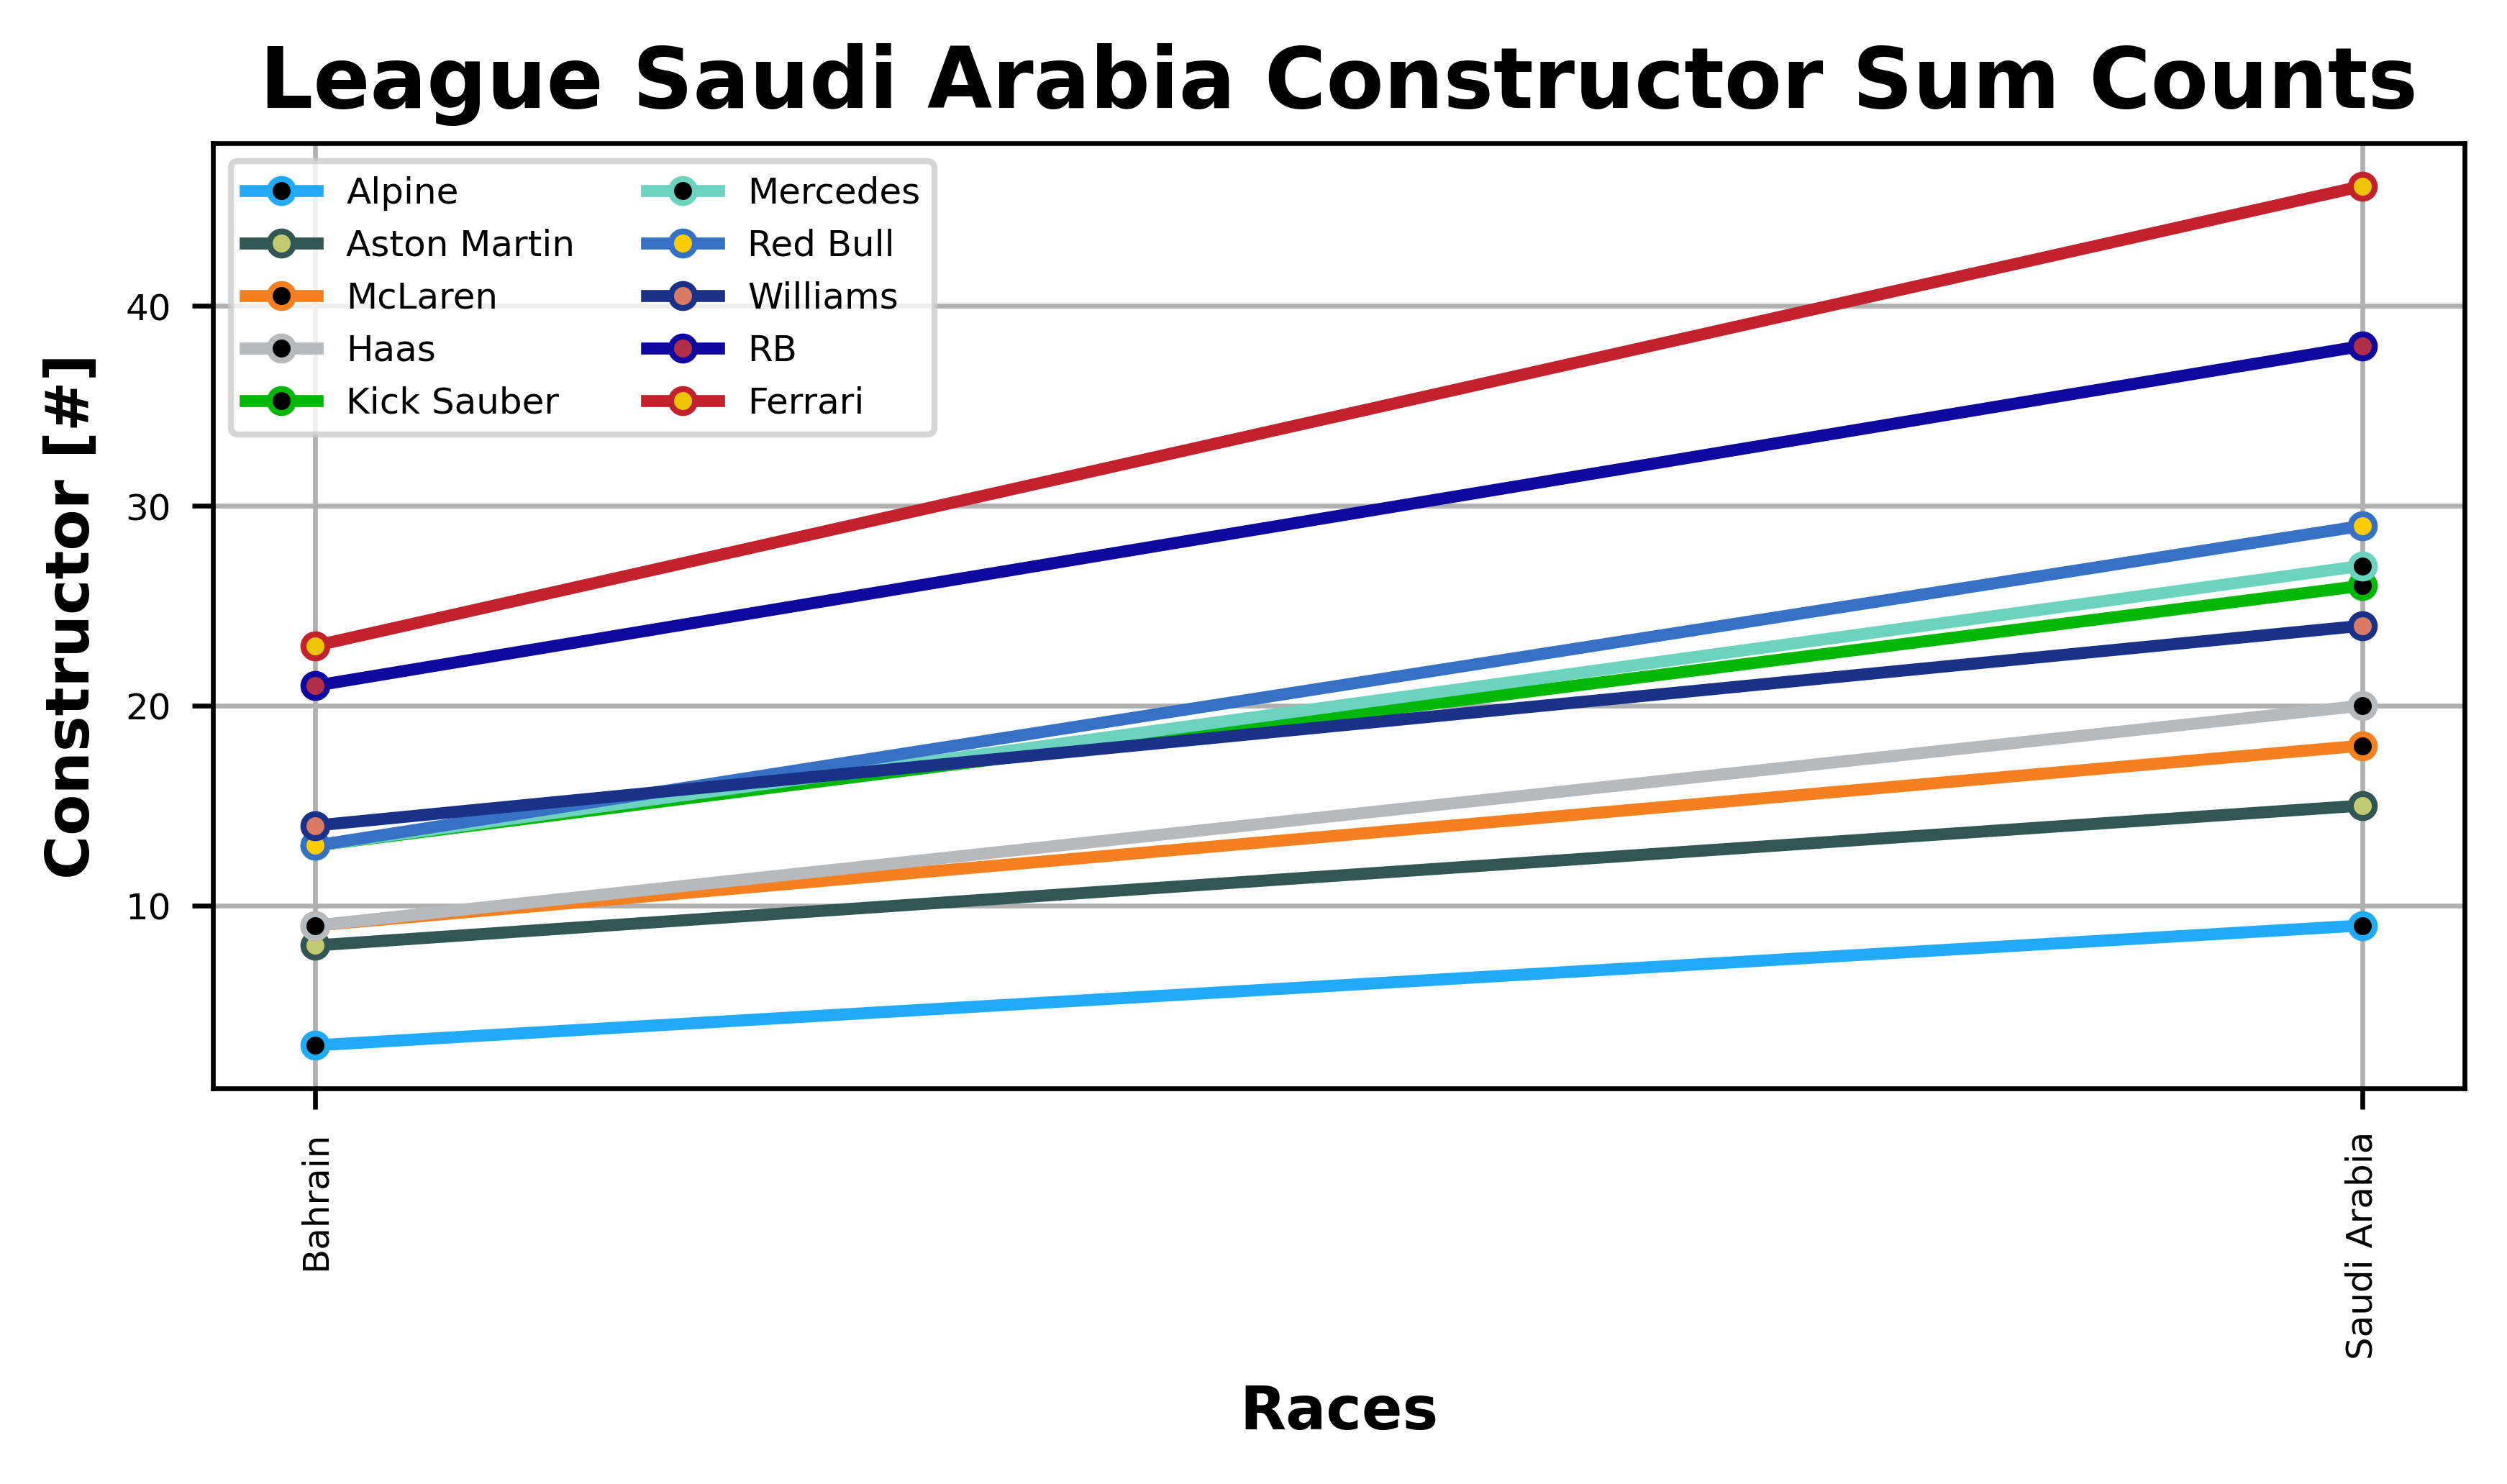 League Saudi Arabia Constructor Sum Counts
Constructor [#]
40
30
20
10
Alpine
Aston Martin
McLaren
Haas
Kick Sauber
Mercedes
Red Bull
Williams
RB
Ferrari
Bahrain
Saudi Arabia
Races